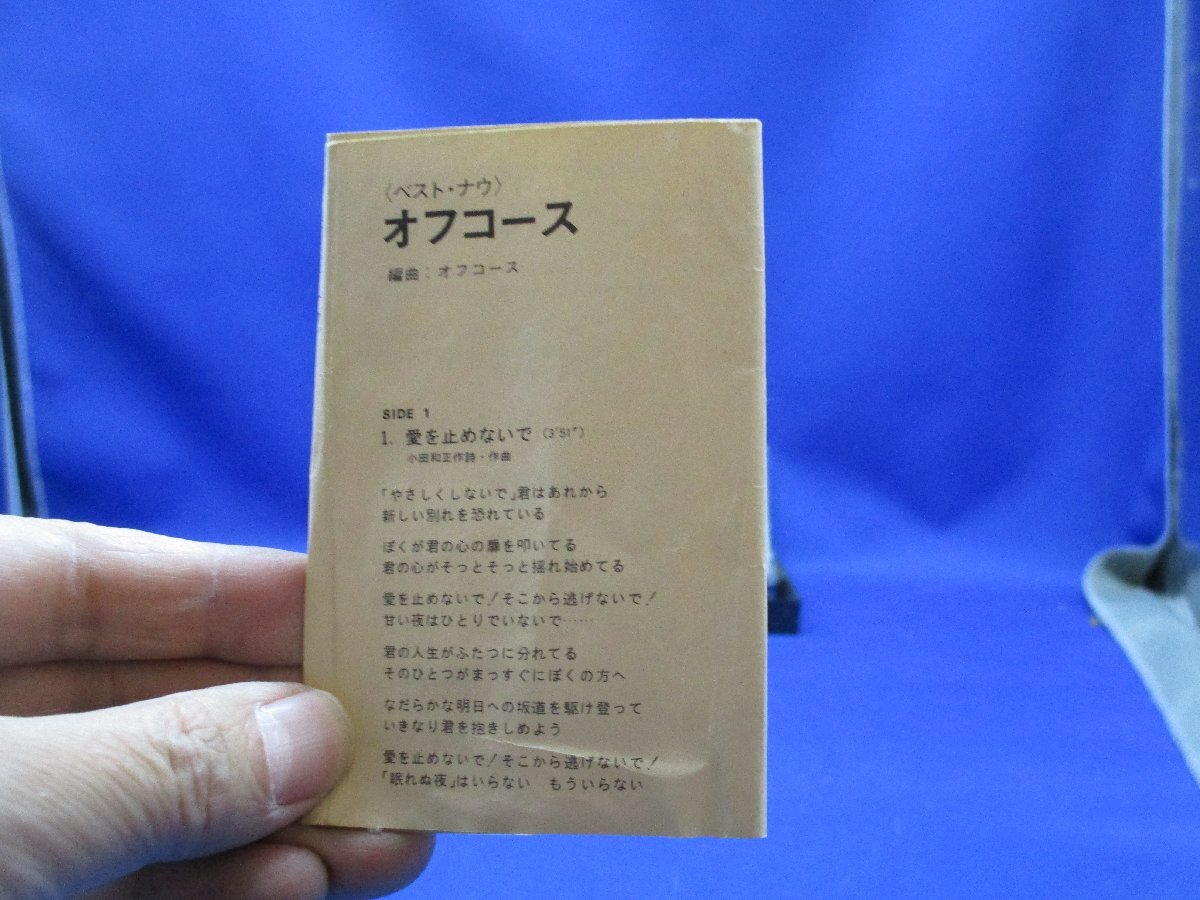 〈ベスト・ナウ〉
オフコース
編曲：オフコース
SIDE 1
1. 愛を止めないで (3'51")
小田和正作詩・作曲
「やさしくしないで」君はあれから
新しい別れを恐れている
ぼくが君の心の扉を叩いてる
君の心がそっとそっと揺れ始めてる
愛を止めないで！そこから逃げないで！
甘い夜はひとりでいないで……
君の人生がふたつに分れてる
そのひとつがまっすぐにぼくの方へ
なだらかな明日への坂道を駆け登って
いきなり君を抱きしめよう
愛を止めないで！そこから逃げないで！
「眠れぬ夜」はいらない　もういらない